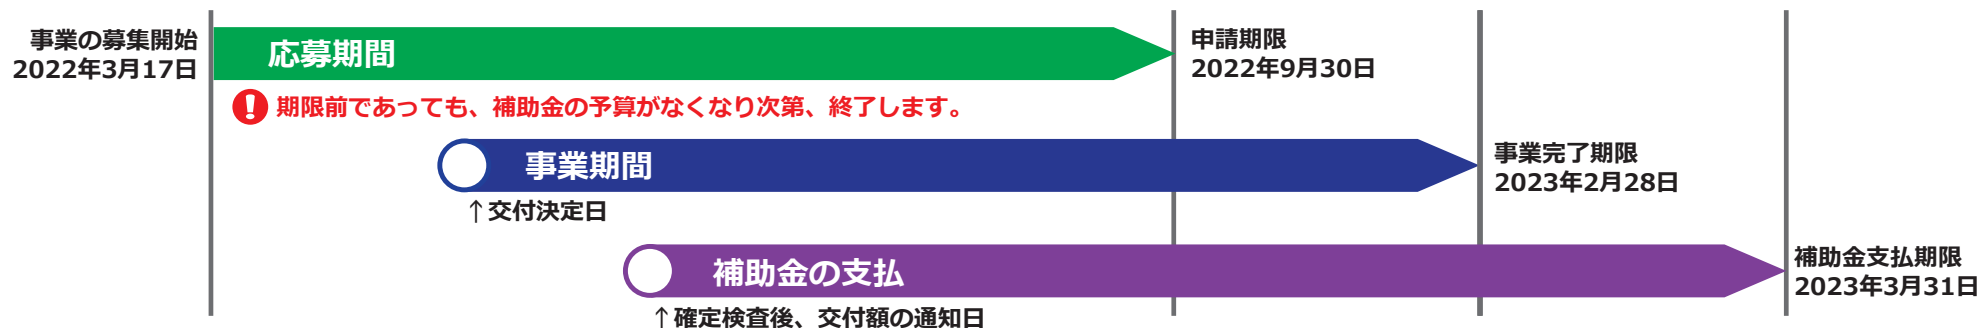 事業の募集開始
2022年3月17日
応募期間
申請期限
2022年9月30日
! 期限前であっても、補助金の予算がなくなり次第、終了します。
事業期間
事業完了期限
2023年2月28日
↑交付決定日
補助金の支払
補助金支払期限
2023年3月31日
↑確定検査後、交付額の通知日